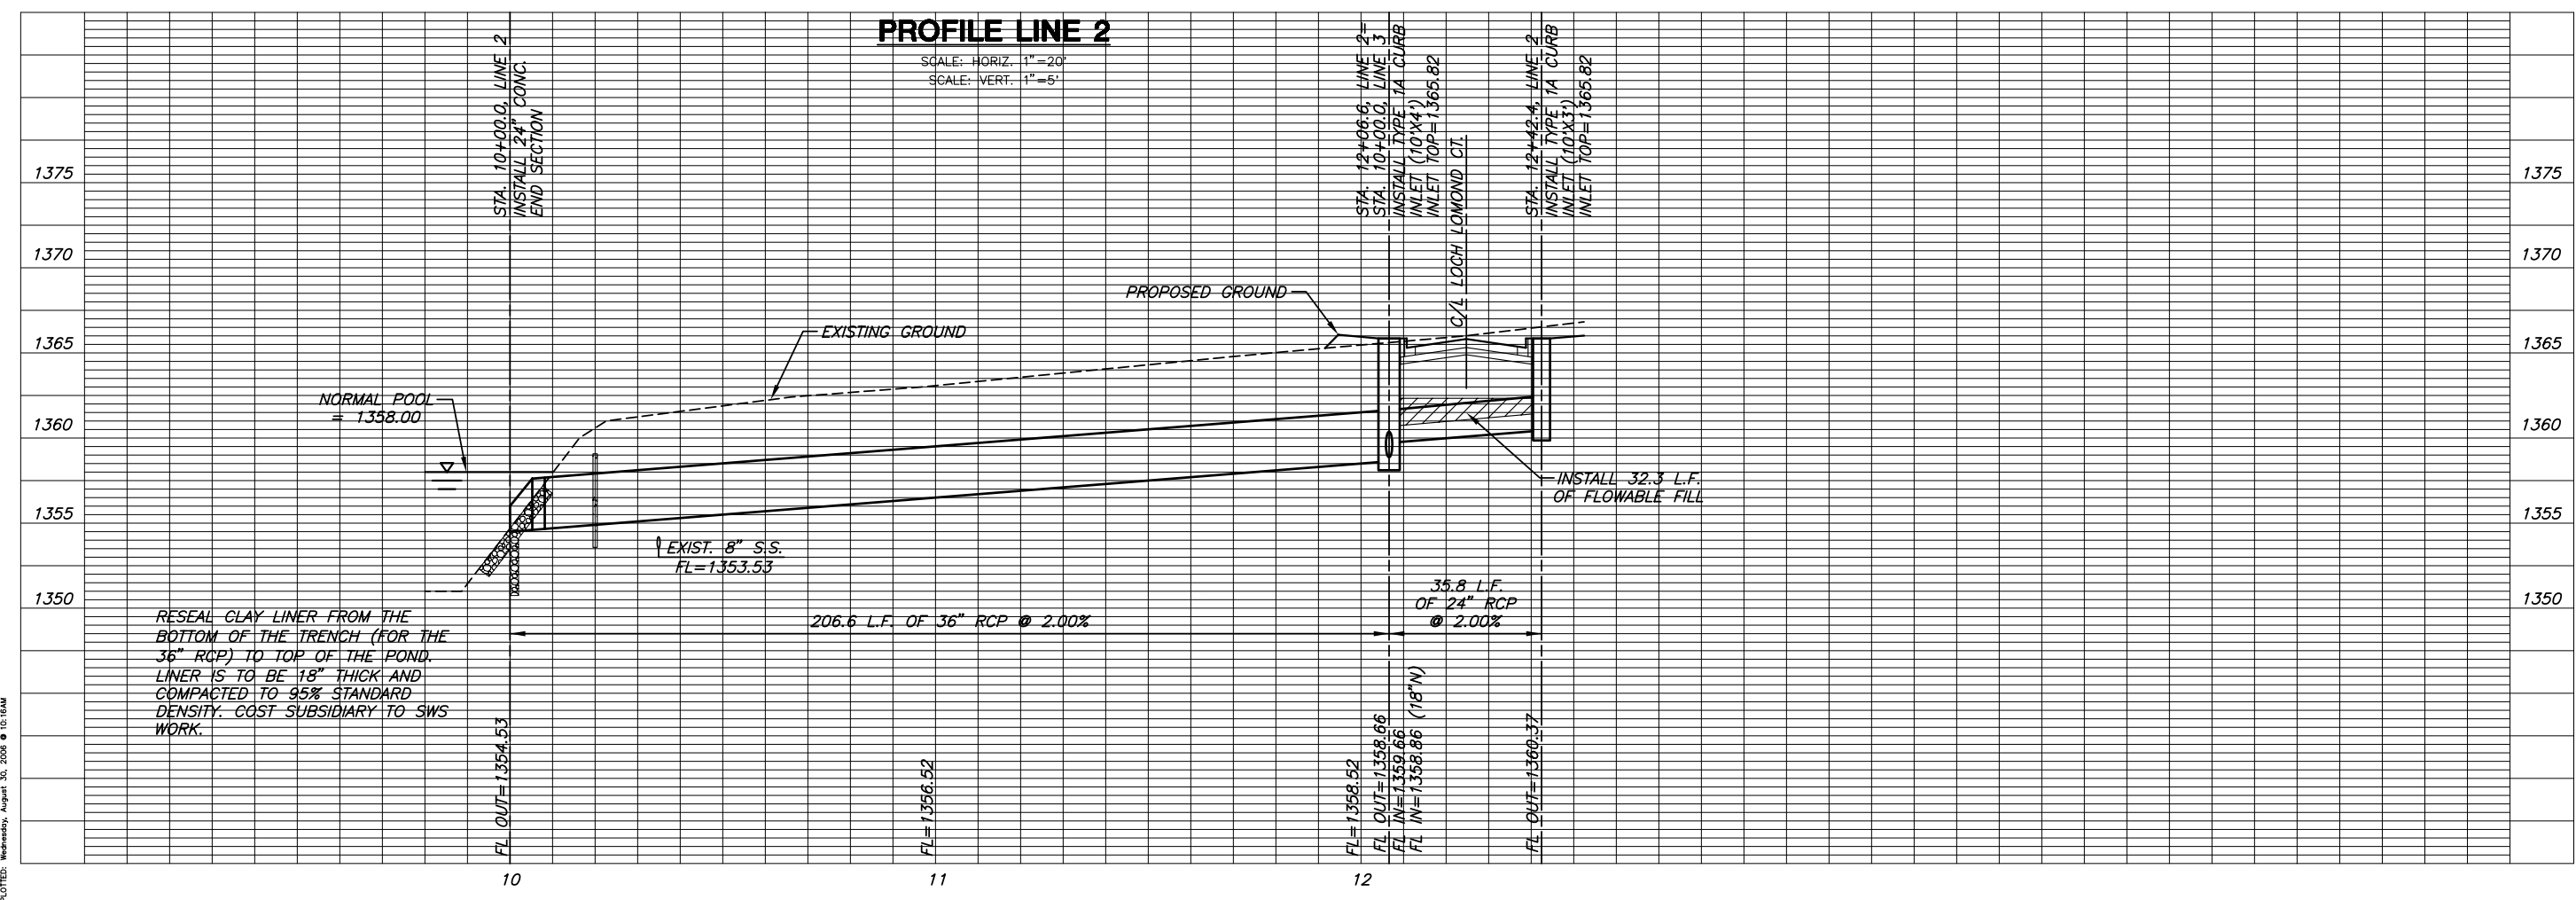 PROFILE LINE 2
SCALE: HORIZ. 1"=20'
SCALE: VERT. 1"=5'
STA. 10+00.0, LINE 2
INSTALL 24" CONC.
END SECTION
STA. 12+06.6, LINE 2=
STA. 10+00.0, LINE 3
INSTALL TYPE 1A CURB
INLET (10'X4')
INLET TOP=1365.82
C/L LOCH LOMOND CT.
STA. 12+42.4, LINE 2
INSTALL TYPE 1A CURB
INLET (10'X3')
INLET TOP=1365.82
1375
1375
1370
1370
PROPOSED GROUND
EXISTING GROUND
1365
1365
NORMAL POOL
= 1358.00
1360
1360
INSTALL 32.3 L.F.
OF FLOWABLE FILL
1355
1355
EXIST. 8" S.S.
FL=1353.53
1350
1350
35.8 L.F.
OF 24" RCP
@ 2.00%
206.6 L.F. OF 36" RCP @ 2.00%
RESEAL CLAY LINER FROM THE
BOTTOM OF THE TRENCH (FOR THE
36" RCP) TO TOP OF THE POND.
LINER IS TO BE 18" THICK AND
COMPACTED TO 95% STANDARD
DENSITY. COST SUBSIDIARY TO SWS
WORK.
FL OUT=1354.53
FL=1356.52
FL=1358.52
FL OUT=1358.66
FL IN=1359.66
FL IN=1358.86 (18"N)
FL OUT=1360.37
10
11
12
PLOTTED: Wednesday, August 30, 2006 @ 10:16AM